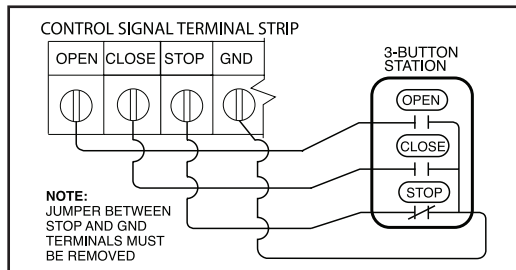 CONTROL SIGNAL TERMINAL STRIP
OPEN CLOSE STOP GND
3-BUTTON
STATION
OPEN
CLOSE
STOP
NOTE:
JUMPER BETWEEN
STOP AND GND
TERMINALS MUST
BE REMOVED